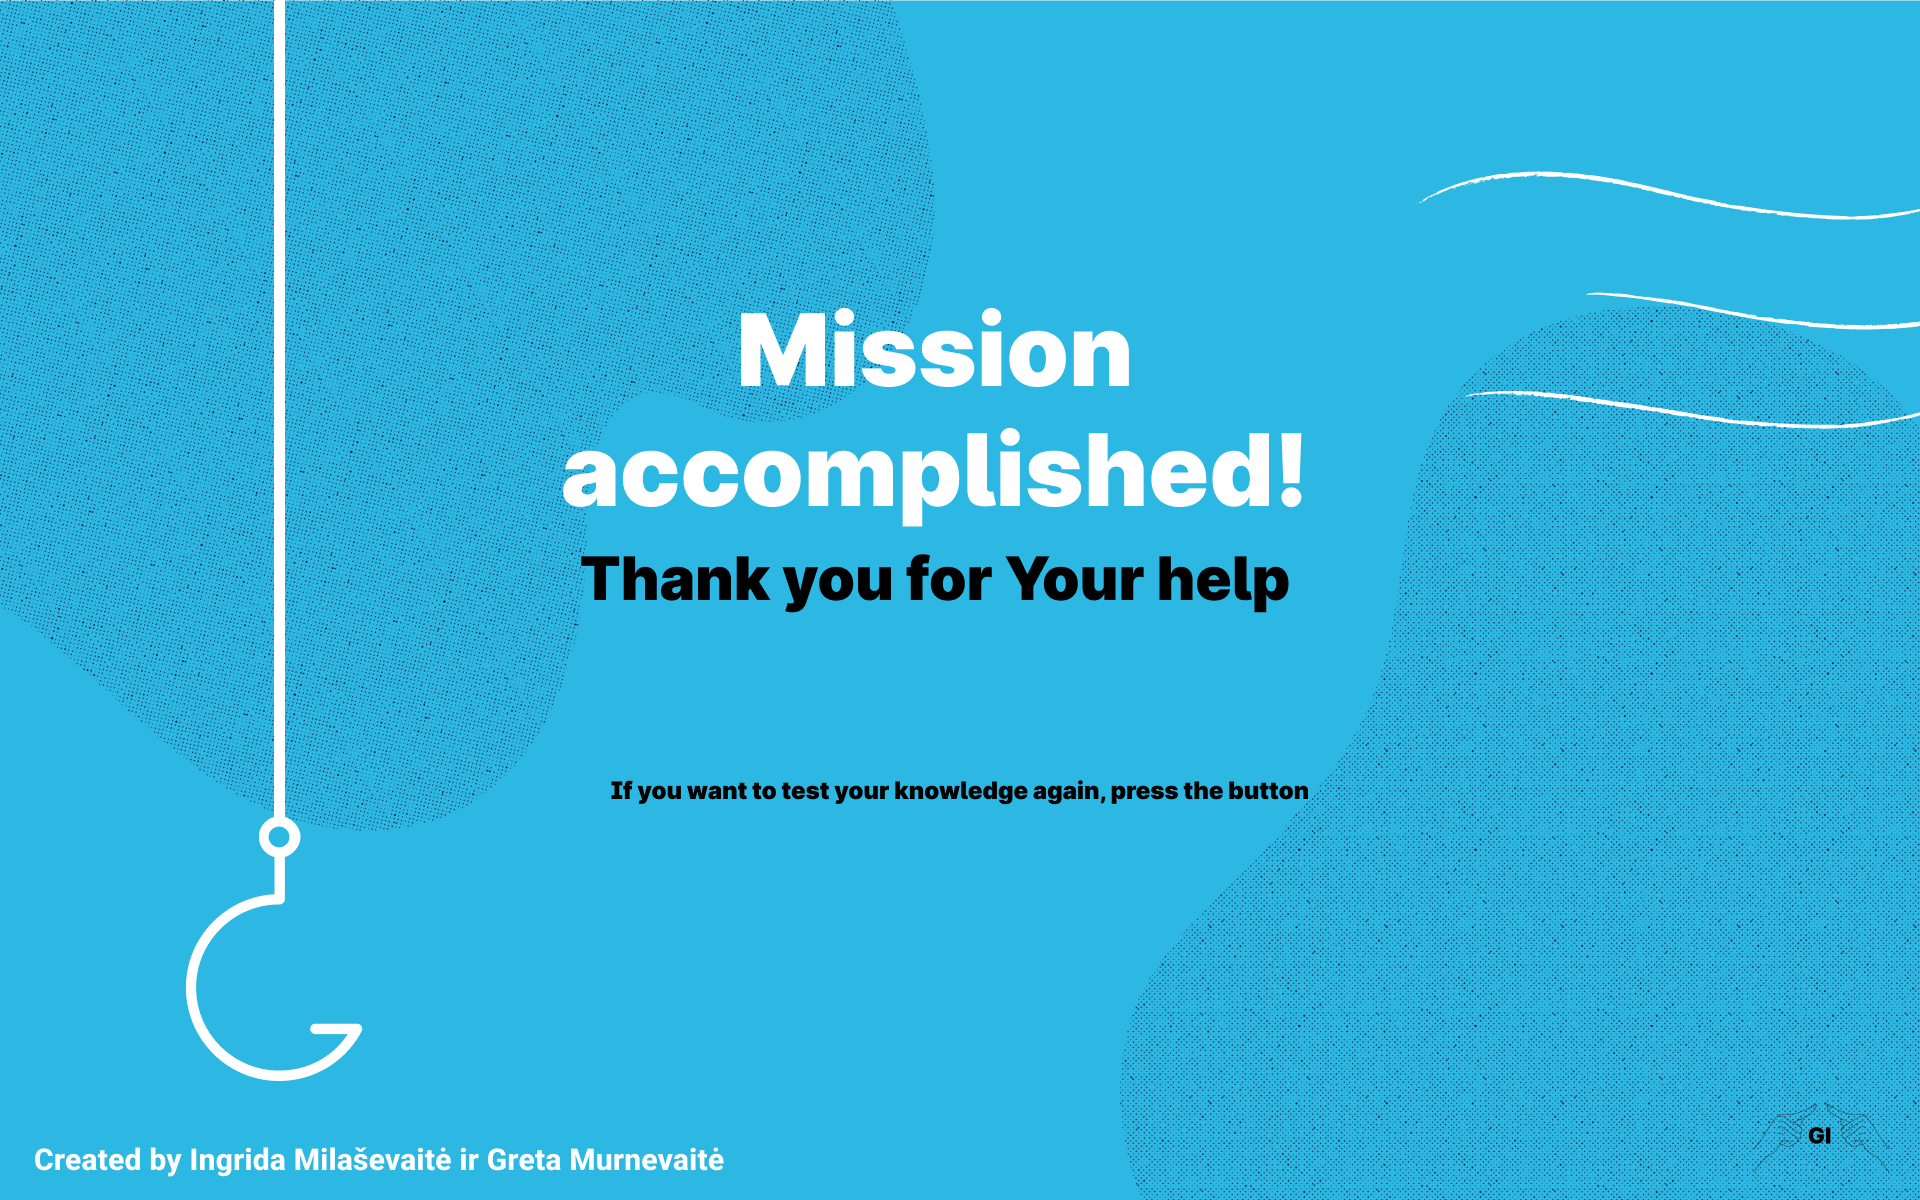 Mission
accomplished!
Thank you for Your help
If you want to test your knowledge again, press the button
Created by Ingrida Milaševaitė ir Greta Murnevaitė
GI